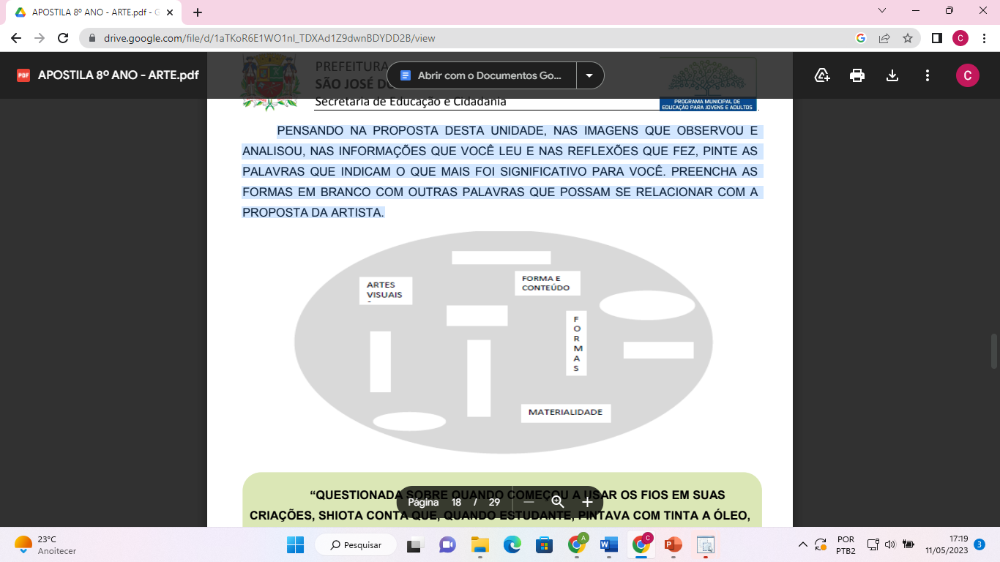 APOSTILA 8º ANO - ARTE.pdf - G
drive.google.com/file/d/1aTKoR6E1WO1nI_TDXAd1Z9dwnBDYDD2B/view
C
PDF
APOSTILA 8º ANO - ARTE.pdf
Abrir com o Documentos Go...
C
PREFEITURA
SÃO JOSÉ D
Secretaria de Educação e Cidadania
PROGRAMA MUNICIPAL DE
EDUCAÇÃO PARA JOVENS E ADULTOS
PENSANDO NA PROPOSTA DESTA UNIDADE, NAS IMAGENS QUE OBSERVOU E
ANALISOU, NAS INFORMAÇÕES QUE VOCÊ LEU E NAS REFLEXÕES QUE FEZ, PINTE AS
PALAVRAS QUE INDICAM O QUE MAIS FOI SIGNIFICATIVO PARA VOCÊ. PREENCHA AS
FORMAS EM BRANCO COM OUTRAS PALAVRAS QUE POSSAM SE RELACIONAR COM A
PROPOSTA DA ARTISTA.
ARTES
VISUAIS
FORMA E
CONTEÚDO
F
O
R
M
A
S
MATERIALIDADE
“QUESTIONADA SOBRE QUANDO COMEÇOU A USAR OS FIOS EM SUAS
CRIAÇÕES, SHIOTA CONTA QUE, QUANDO ESTUDANTE, PINTAVA COM TINTA A ÓLEO,
Página 18 / 29
23°C
Anoitecer
Pesquisar
A
C
POR
PTB2
17:19
11/05/2023
3